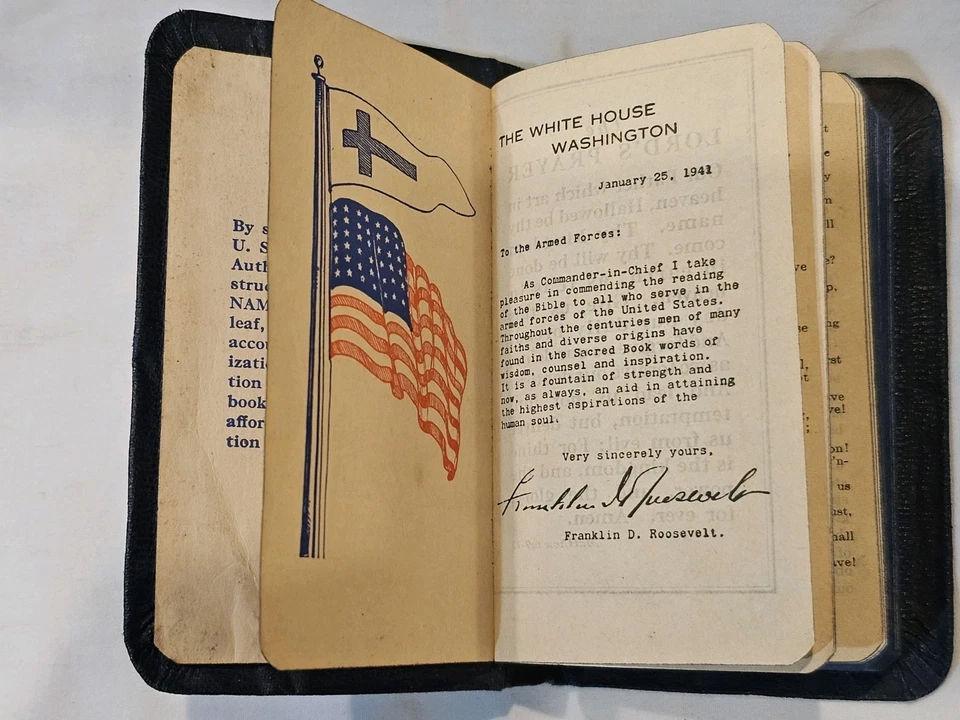 By s
U. S
Auth
struc
NAM
leaf,
accou
izatio
tion
book
affor
tion
THE WHITE HOUSE
WASHINGTON
January 25, 1941
To the Armed Forces:
As Commander-in-Chief I take
pleasure in commending the reading
of the Bible to all who serve in the
armed forces of the United States.
Throughout the centuries men of many
faiths and diverse origins have
found in the Sacred Book words of
wisdom, counsel and inspiration.
It is a fountain of strength and
now, as always, an aid in attaining
the highest aspirations of the
human soul.
Very sincerely yours,
Franklin D Roosevelt
Franklin D. Roosevelt.